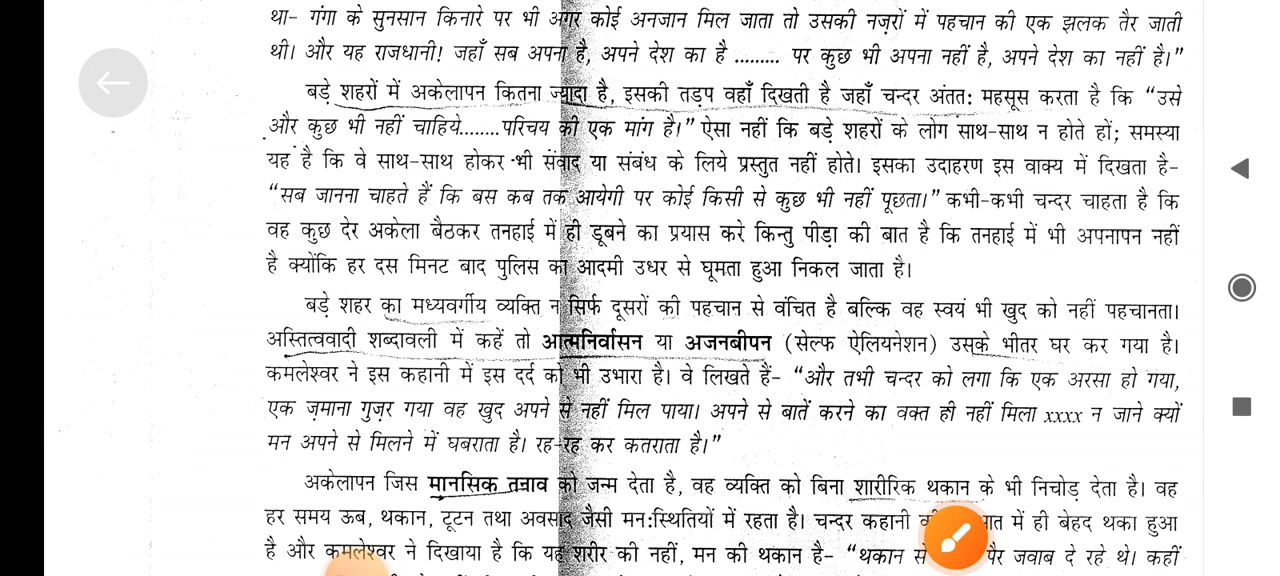 था- गंगा के सुनसान किनारे पर भी अगर कोई अनजान मिल जाता तो उसकी नज़रों में पहचान की एक झलक तैर जाती
थी। और यह राजधानी! जहाँ सब अपना है, अपने देश का है ......... पर कुछ भी अपना नहीं है, अपने देश का नहीं है।”
बड़े शहरों में अकेलापन कितना ज्यादा है, इसकी तड़प वहाँ दिखती है जहाँ चन्दर अंतत: महसूस करता है कि “उसे
और कुछ भी नहीं चाहिये........परिचय की एक मांग है।” ऐसा नहीं कि बड़े शहरों के लोग साथ-साथ न होते हों; समस्या
यह है कि वे साथ-साथ होकर भी संवाद या संबंध के लिये प्रस्तुत नहीं होते। इसका उदाहरण इस वाक्य में दिखता है-
“सब जानना चाहते हैं कि बस कब तक आयेगी पर कोई किसी से कुछ भी नहीं पूछता।” कभी-कभी चन्दर चाहता है कि
वह कुछ देर अकेला बैठकर तनहाई में ही डूबने का प्रयास करे किन्तु पीड़ा की बात है कि तनहाई में भी अपनापन नहीं
है क्योंकि हर दस मिनट बाद पुलिस का आदमी उधर से घूमता हुआ निकल जाता है।
बड़े शहर का मध्यवर्गीय व्यक्ति न सिर्फ दूसरों की पहचान से वंचित है बल्कि वह स्वयं भी खुद को नहीं पहचानता।
अस्तित्ववादी शब्दावली में कहें तो आत्मनिर्वासन या अजनबीपन (सेल्फ ऐलियनेशन) उसके भीतर घर कर गया है।
कमलेश्वर ने इस कहानी में इस दर्द को भी उभारा है। वे लिखते हैं- “और तभी चन्दर को लगा कि एक अरसा हो गया,
एक ज़माना गुज़र गया वह खुद अपने से नहीं मिल पाया। अपने से बातें करने का वक्त ही नहीं मिला xxxx न जाने क्यों
मन अपने से मिलने में घबराता है। रह-रह कर कतराता है।”
अकेलापन जिस मानसिक तनाव को जन्म देता है, वह व्यक्ति को बिना शारीरिक थकान के भी निचोड़ देता है। वह
हर समय ऊब, थकान, टूटन तथा अवसाद जैसी मन:स्थितियों में रहता है। चन्दर कहानी में ही बेहद थका हुआ
है और कमलेश्वर ने दिखाया है कि यह शरीर की नहीं, मन की थकान है- “थकान से पैर जवाब दे रहे थे। कहीं